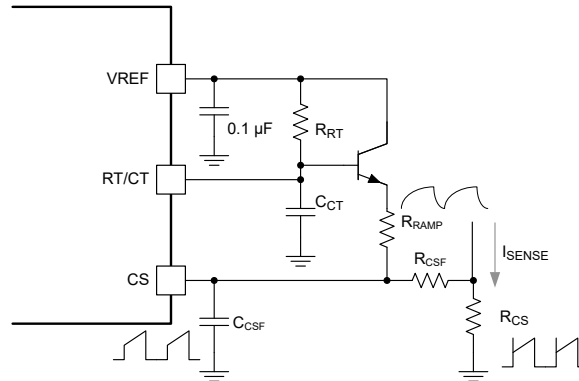 VREF
0.1 µF
RRT
RT/CT
CCT
RRAMP
ISENSE
RCSF
CS
CCSF
RCS